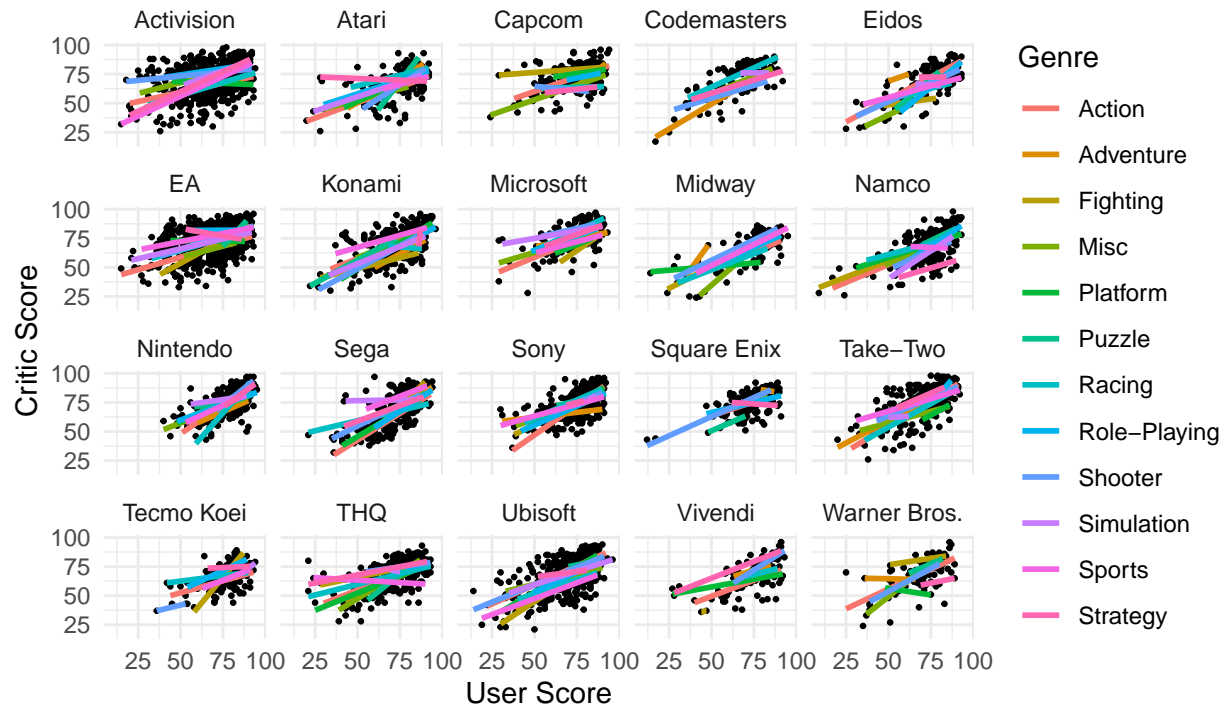 Activision Atari Capcom Codemasters Eidos
100
75
50
25
EA Konami Microsoft Midway Namco
100
75
50
25
Nintendo Sega Sony Square Enix Take−Two
100
75
50
25
Tecmo Koei THQ Ubisoft Vivendi Warner Bros.
100
75
50
25
25 50 75 100 25 50 75 100 25 50 75 100 25 50 75 100 25 50 75 100
User Score
Critic Score
Genre
Action
Adventure
Fighting
Misc
Platform
Puzzle
Racing
Role−Playing
Shooter
Simulation
Sports
Strategy